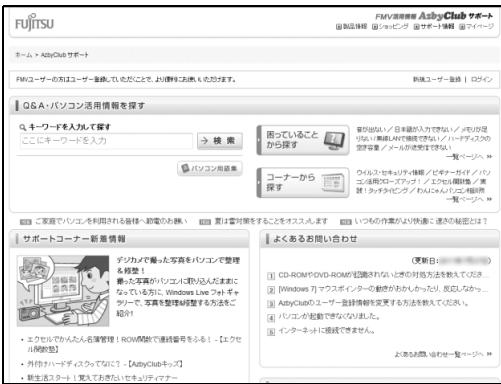 FUJITSU
FMV活用情報 AzbyClub サポート
製品情報 ショッピング サポート情報 マイページ
ホーム > AzbyClub サポート
FMVユーザーの方はユーザー登録していただくことで、より便利にお使いいただけます。
新規ユーザー登録 | ログイン
Q&A・パソコン活用情報を探す
キーワードを入力して探す
ここにキーワードを入力
→ 検 索
パソコン用語集
困っていること
から探す
音が出ない／日本語が入力できない／メモリが足
りない!無線LANで接続できない／ハードディスクの
空き容量／メールが送受信できない
一覧ページへ »
コーナーから
探す
ウイルス・セキュリティ情報／ビギナーガイド／パソ
コン活用クローズアップ！／エクセル関数塾／実
践!タッチタイピング／わんにゃんパソコン相談所
一覧ページへ »
ご家庭でパソコンを利用される皆様へ節電のお願い
夏は雷対策をすることをオススメします
いつもの作業がより快適に 速さの秘密とは？
サポートコーナー新着情報
デジカメで撮った写真をパソコンで整理
&修整！
撮った写真がパソコンに取り込んだままに
なっている方に、Windows Live フォトギャ
ラリーで、写真を整理&修整する方法をご
紹介!
・ エクセルでかんたん名簿管理！ROW関数で連続番号をふる！ -【エクセ
ル関数塾】
・ 外付けハードディスクってなに？ -【AzbyClubキッズ】
・ 新生活スタート！覚えておきたいセキュリティマナー
よくあるお問い合わせ
(更新日:
1 CD-ROMやDVD-ROMが認識されないときの対処方法を教えてくださ...
2 [Windows 7] マウスポインターの動きがおかしかったり、反応しなかっ...
3 AzbyClubのユーザー登録情報を変更する方法を教えてください。
4 パソコンが起動できなくなりました。
5 インターネットに接続できません。
よくあるお問い合わせ一覧ページへ »